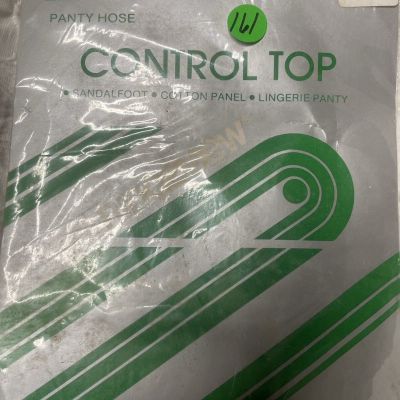 PANTY HOSE
161
CONTROL TOP
• SANDALFOOT • COTTON PANEL • LINGERIE PANTY